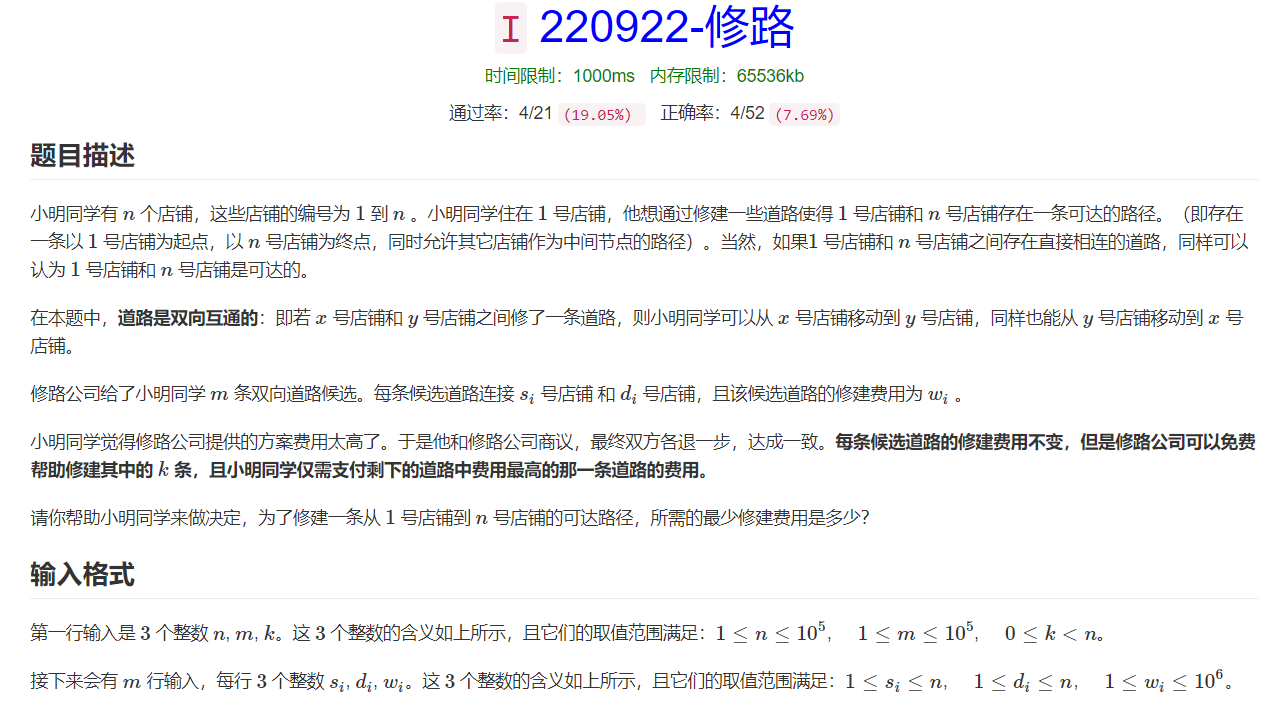 I 220922-修路
时间限制：1000ms 内存限制：65536kb
通过率：4/21 (19.05%) 正确率：4/52 (7.69%)
题目描述
小明同学有 n 个店铺，这些店铺的编号为 1 到 n 。小明同学住在 1 号店铺，他想通过修建一些道路使得 1 号店铺和 n 号店铺存在一条可达的路径。（即存在
一条以 1 号店铺为起点，以 n 号店铺为终点，同时允许其它店铺作为中间节点的路径）。当然，如果1 号店铺和 n 号店铺之间存在直接相连的道路，同样可以
认为 1 号店铺和 n 号店铺是可达的。
在本题中，道路是双向互通的：即若 x 号店铺和 y 号店铺之间修了一条道路，则小明同学可以从 x 号店铺移动到 y 号店铺，同样也能从 y 号店铺移动到 x 号
店铺。
修路公司给了小明同学 m 条双向道路候选。每条候选道路连接 s_i 号店铺 和 d_i 号店铺，且该候选道路的修建费用为 w_i 。
小明同学觉得修路公司提供的方案费用太高了。于是他和修路公司商议，最终双方各退一步，达成一致。每条候选道路的修建费用不变，但是修路公司可以免费
帮助修建其中的 k 条，且小明同学仅需支付剩下的道路中费用最高的那一条道路的费用。
请你帮助小明同学来做决定，为了修建一条从 1 号店铺到 n 号店铺的可达路径，所需的最少修建费用是多少？
输入格式
第一行输入是 3 个整数 n, m, k。这 3 个整数的含义如上所示，且它们的取值范围满足：1 ≤ n ≤ 10^5， 1 ≤ m ≤ 10^5， 0 ≤ k < n。
接下来会有 m 行输入，每行 3 个整数 s_i, d_i, w_i。这 3 个整数的含义如上所示，且它们的取值范围满足：1 ≤ s_i ≤ n， 1 ≤ d_i ≤ n， 1 ≤ w_i ≤ 10^6 。